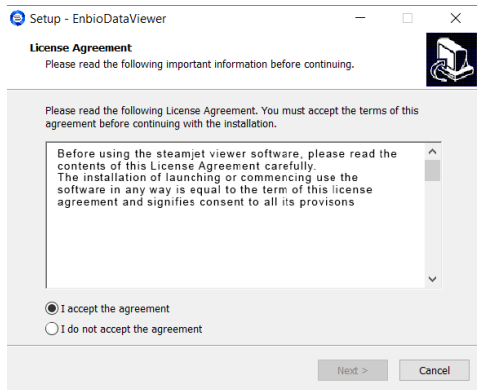 Setup - EnbioDataViewer
License Agreement
Please read the following important information before continuing.
Please read the following License Agreement. You must accept the terms of this
agreement before continuing with the installation.
Before using the steamjet viewer software, please read the
contents of this License Agreement carefully.
The installation of launching or commencing use the
software in any way is equal to the term of this license
agreement and signifies consent to all its provisons
I accept the agreement
I do not accept the agreement
Next >
Cancel